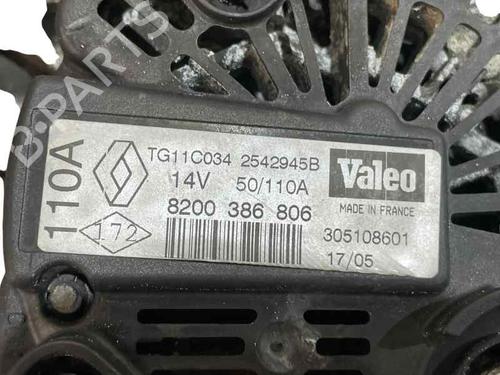 B-PARTS
110A
172
TG11C034 2542945B
14V 50/110A
8200 386 806
Valeo
MADE IN FRANCE
305108601
17/05